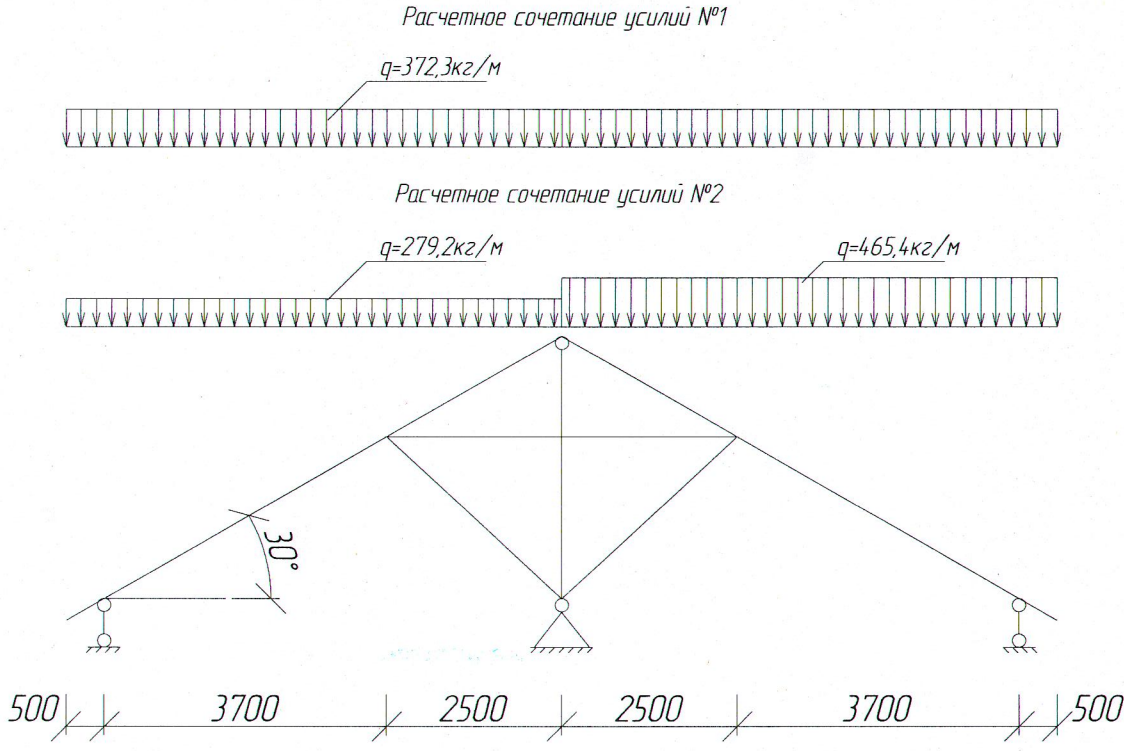 Расчетное сочетание усилий №1
q=372,3кг/м
Расчетное сочетание усилий №2
q=279,2кг/м
q=465,4кг/м
30°
500 3700 2500 2500 3700 500